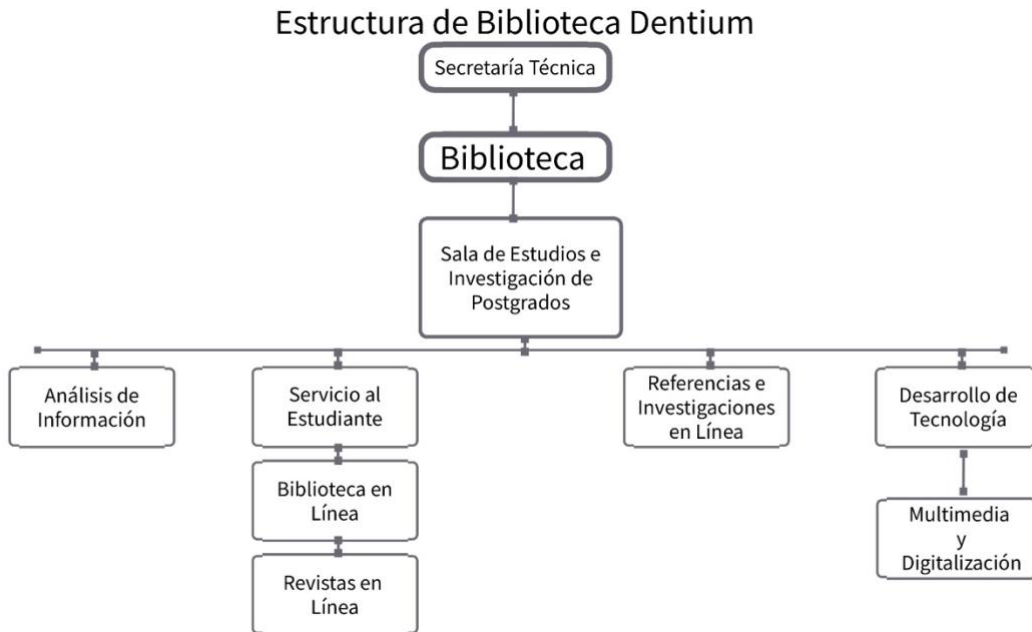 Estructura de Biblioteca Dentium
Secretaría Técnica
Biblioteca
Sala de Estudios e
Investigación de
Postgrados
Análisis de
Información
Servicio al
Estudiante
Referencias e
Investigaciones
en Línea
Desarrollo de
Tecnología
Biblioteca en
Línea
Multimedia
y
Digitalización
Revistas en
Línea